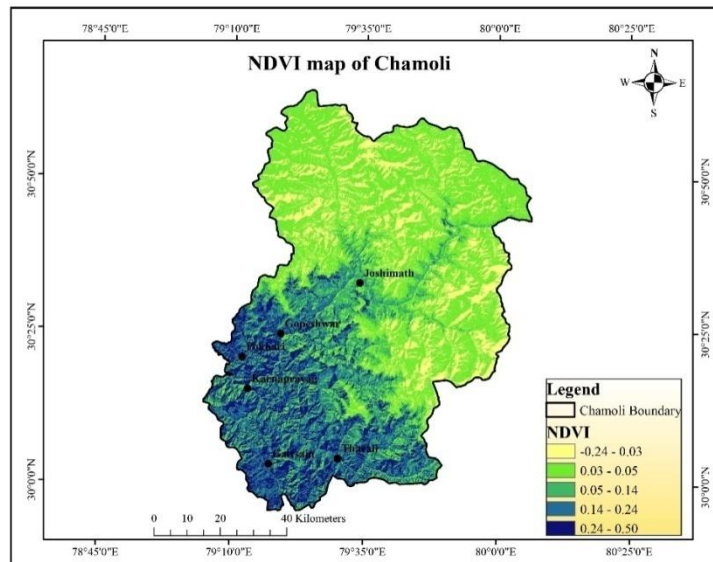 78°45'0"E 79°10'0"E 79°35'0"E 80°0'0"E 80°25'0"E
NDVI map of Chamoli
N
W E
S
30°50'0"N 30°50'0"N
Joshimath
30°25'0"N 30°25'0"N
Gopeshwar
Pokhari
Karnaprayag
Legend
Chamoli Boundary
NDVI
-0.24 - 0.03
0.03 - 0.05
0.05 - 0.14
0.14 - 0.24
0.24 - 0.50
Tharali
Gairsain
30°0'0"N 30°0'0"N
0 10 20 40 Kilometers
78°45'0"E 79°10'0"E 79°35'0"E 80°0'0"E 80°25'0"E